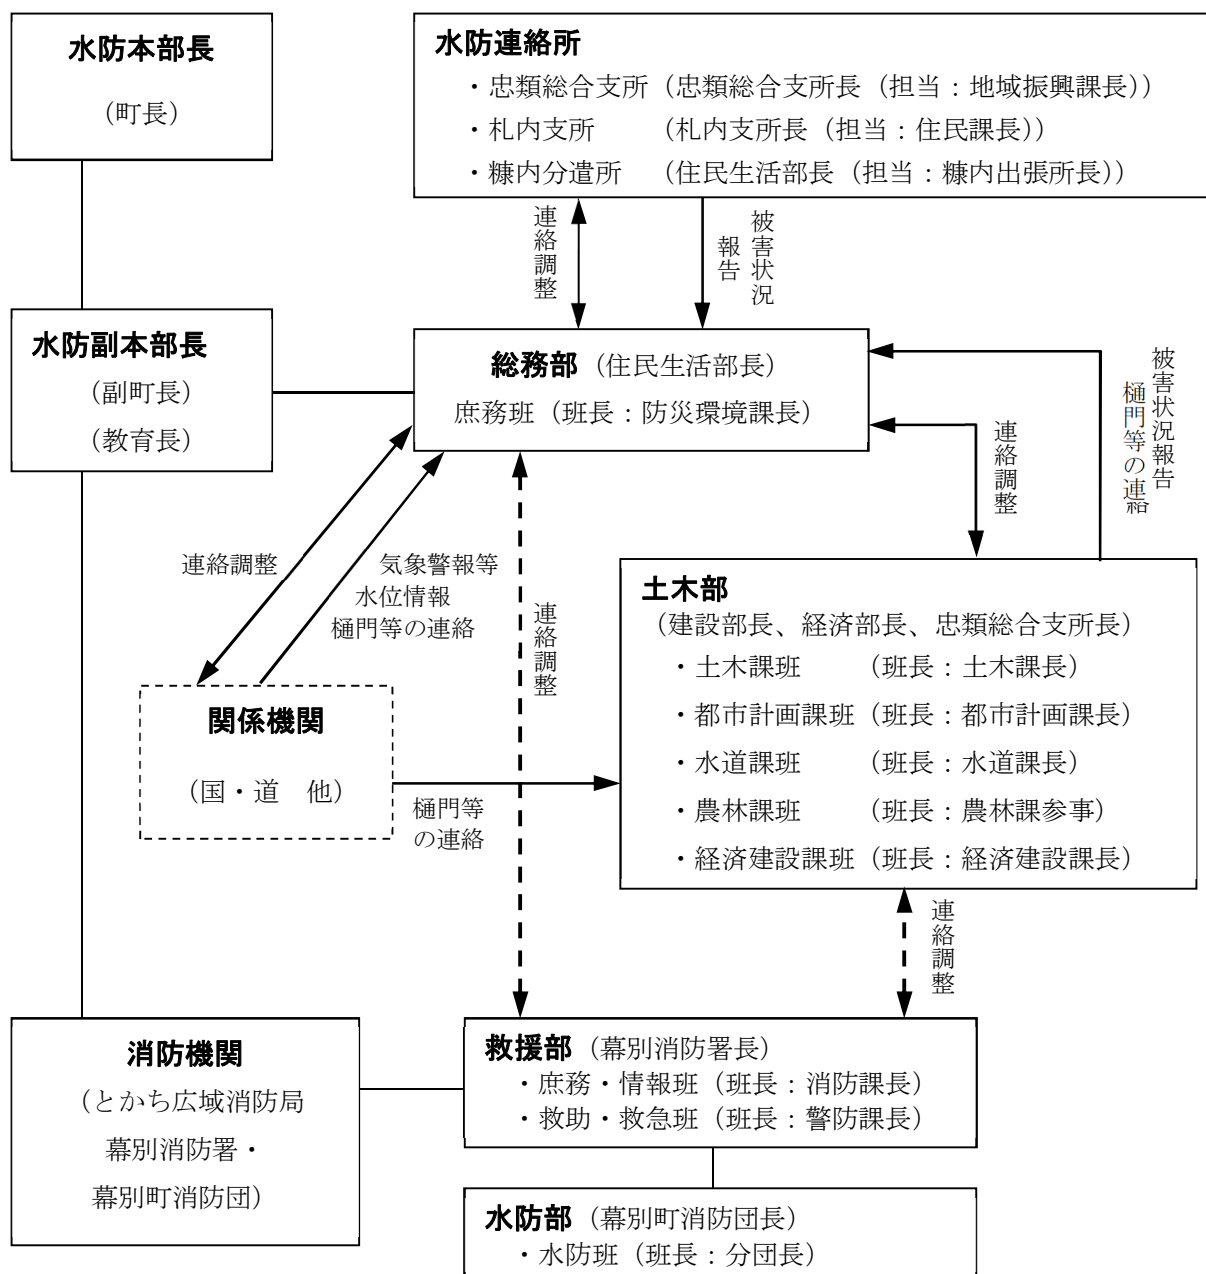 水防本部長
（町長）
水防連絡所
・忠類総合支所（忠類総合支所長（担当：地域振興課長））
・札内支所　　（札内支所長（担当：住民課長））
・糠内分遣所　（住民生活部長（担当：糠内出張所長））
連絡調整
被害状況
報告
水防副本部長
（副町長）
（教育長）
総務部（住民生活部長）
庶務班（班長：防災環境課長）
被害状況報告
樋門等の連絡
連絡調整
連絡調整
気象警報等
水位情報
樋門等の連絡
連絡調整
土木部
（建設部長、経済部長、忠類総合支所長）
・土木課班　　（班長：土木課長）
・都市計画課班（班長：都市計画課長）
・水道課班　　（班長：水道課長）
・農林課班　　（班長：農林課参事）
・経済建設課班（班長：経済建設課長）
関係機関
（国・道　他）
樋門等
の連絡
連絡調整
消防機関
（とかち広域消防局
幕別消防署・
幕別町消防団）
救援部（幕別消防署長）
・庶務・情報班（班長：消防課長）
・救助・救急班（班長：警防課長）
水防部（幕別町消防団長）
・水防班（班長：分団長）